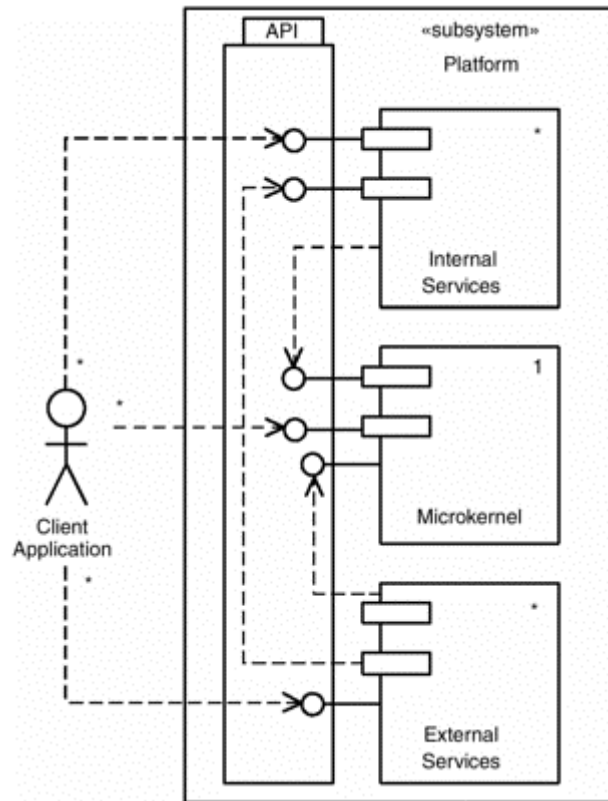 API
«subsystem»
Platform
*
Internal
Services
1
*
*
Client
Application
*
Microkernel
*
External
Services